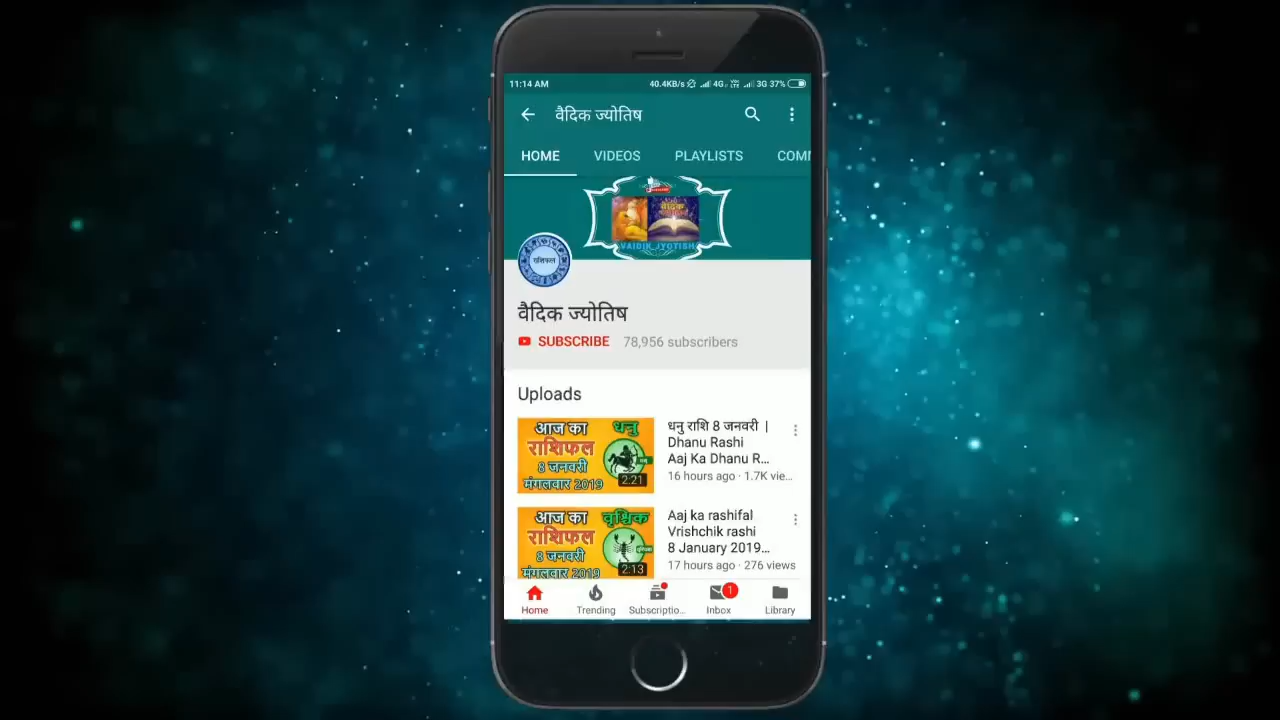 11:14 AM
40.4KB/s 4G VoLTE 3G 37%
वैदिक ज्योतिष
HOME VIDEOS PLAYLISTS COM
वैदिक
VAIDIK JYOTISH
राशिफल
वैदिक ज्योतिष
SUBSCRIBE 78,956 subscribers
Uploads
आज का धनु
राशिफल
8 जनवरी
मंगलवार 2019
2:21
धनु राशि 8 जनवरी |
Dhanu Rashi
Aaj Ka Dhanu R...
16 hours ago · 1.7K vie...
आज का वृश्चिक
राशिफल
8 जनवरी
मंगलवार 2019
2:13
Aaj ka rashifal
Vrishchik rashi
8 January 2019...
17 hours ago · 276 views
Home Trending Subscriptio... Inbox 1 Library